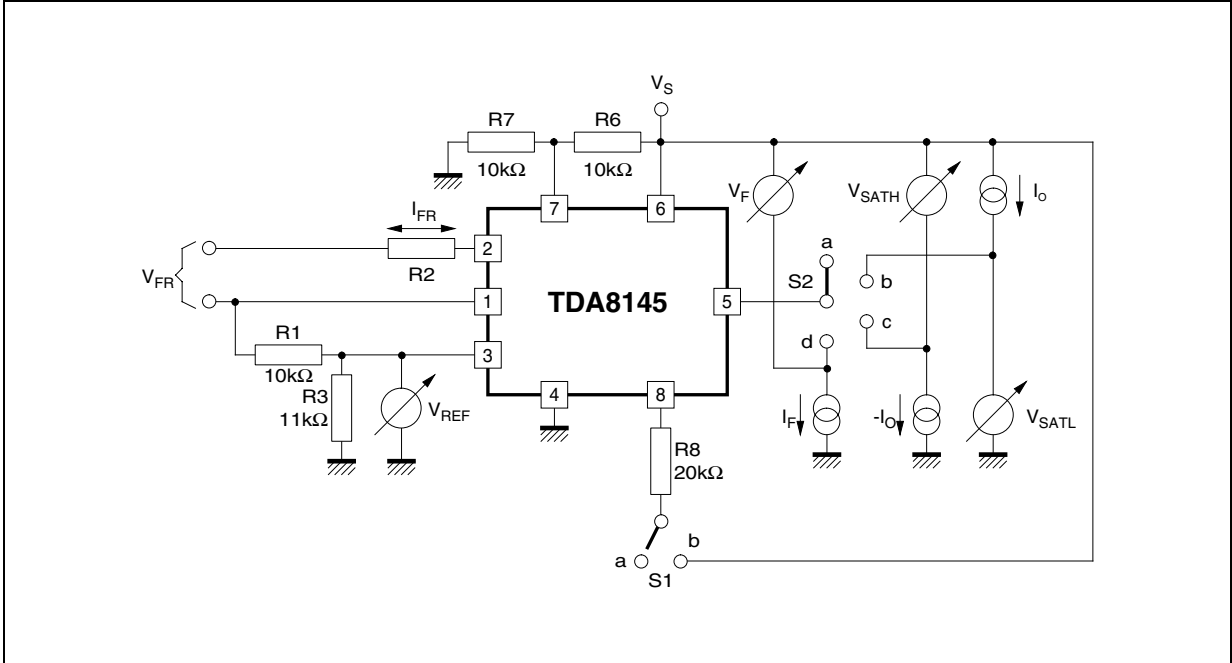 V_S
R7
R6
10kΩ
10kΩ
V_F
V_SATH
I_O
7
6
I_FR
2
R2
V_FR
1
TDA8145
5
S2
a
b
c
d
R1
10kΩ
3
R3
11kΩ
V_REF
4
8
I_F
-I_O
V_SATL
R8
20kΩ
a
b
S1